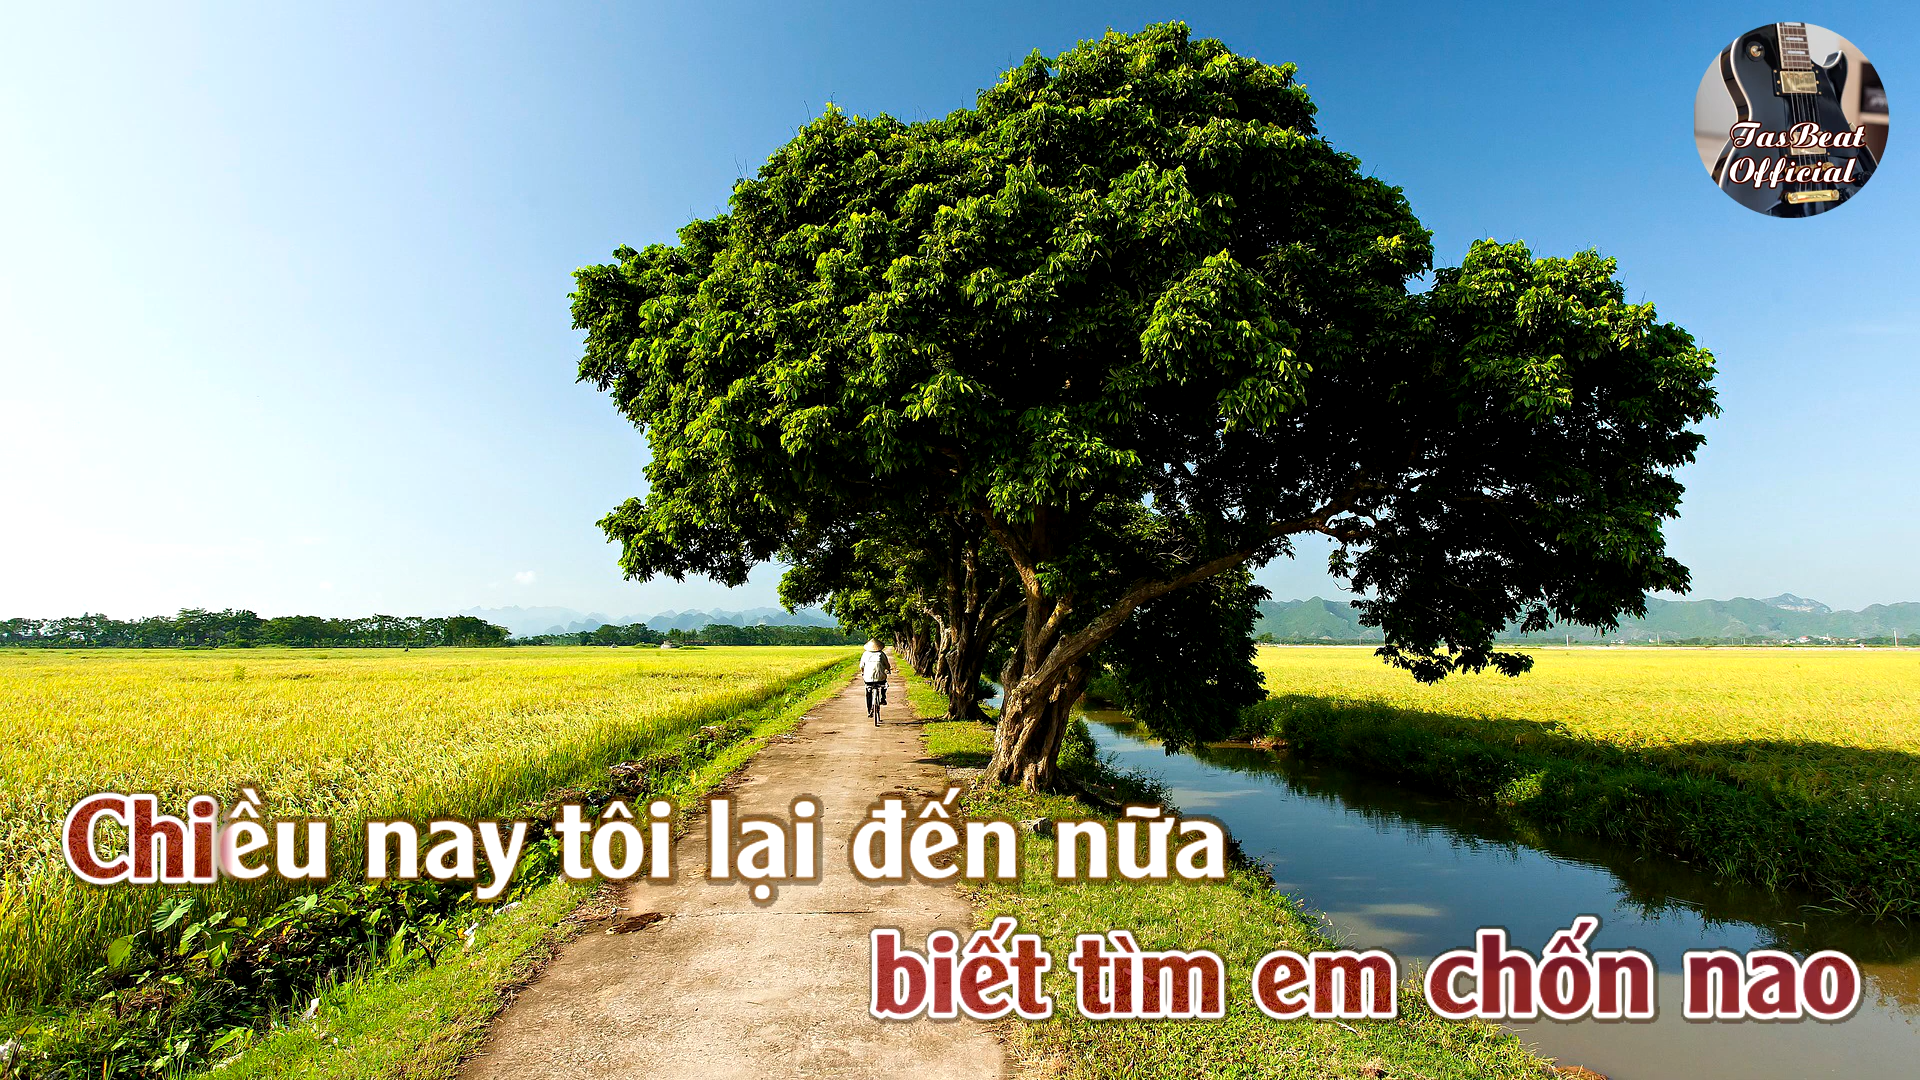 TasBeat
Official
Chiều nay tôi lại đến nữa
biết tìm em chốn nao